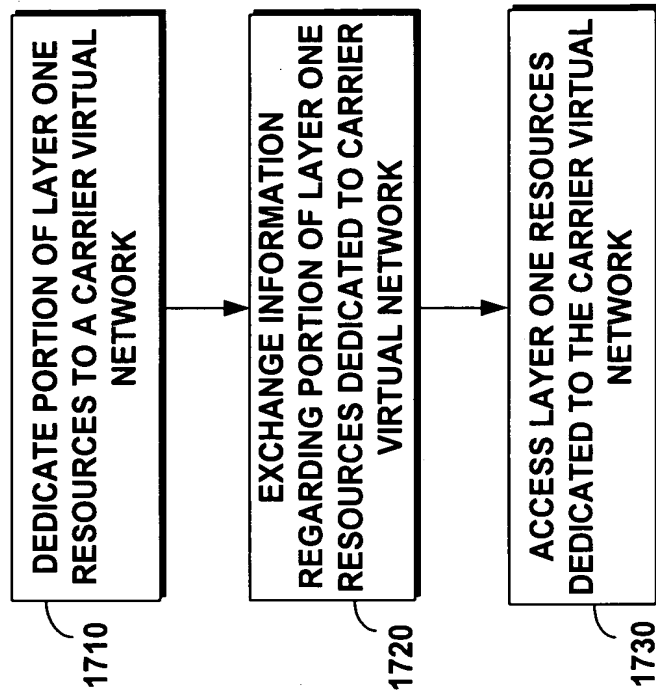 DEDICATE PORTION OF LAYER ONE
RESOURCES TO A CARRIER VIRTUAL
NETWORK
1710
EXCHANGE INFORMATION
REGARDING PORTION OF LAYER ONE
RESOURCES DEDICATED TO CARRIER
VIRTUAL NETWORK
1720
ACCESS LAYER ONE RESOURCES
DEDICATED TO THE CARRIER VIRTUAL
NETWORK
1730